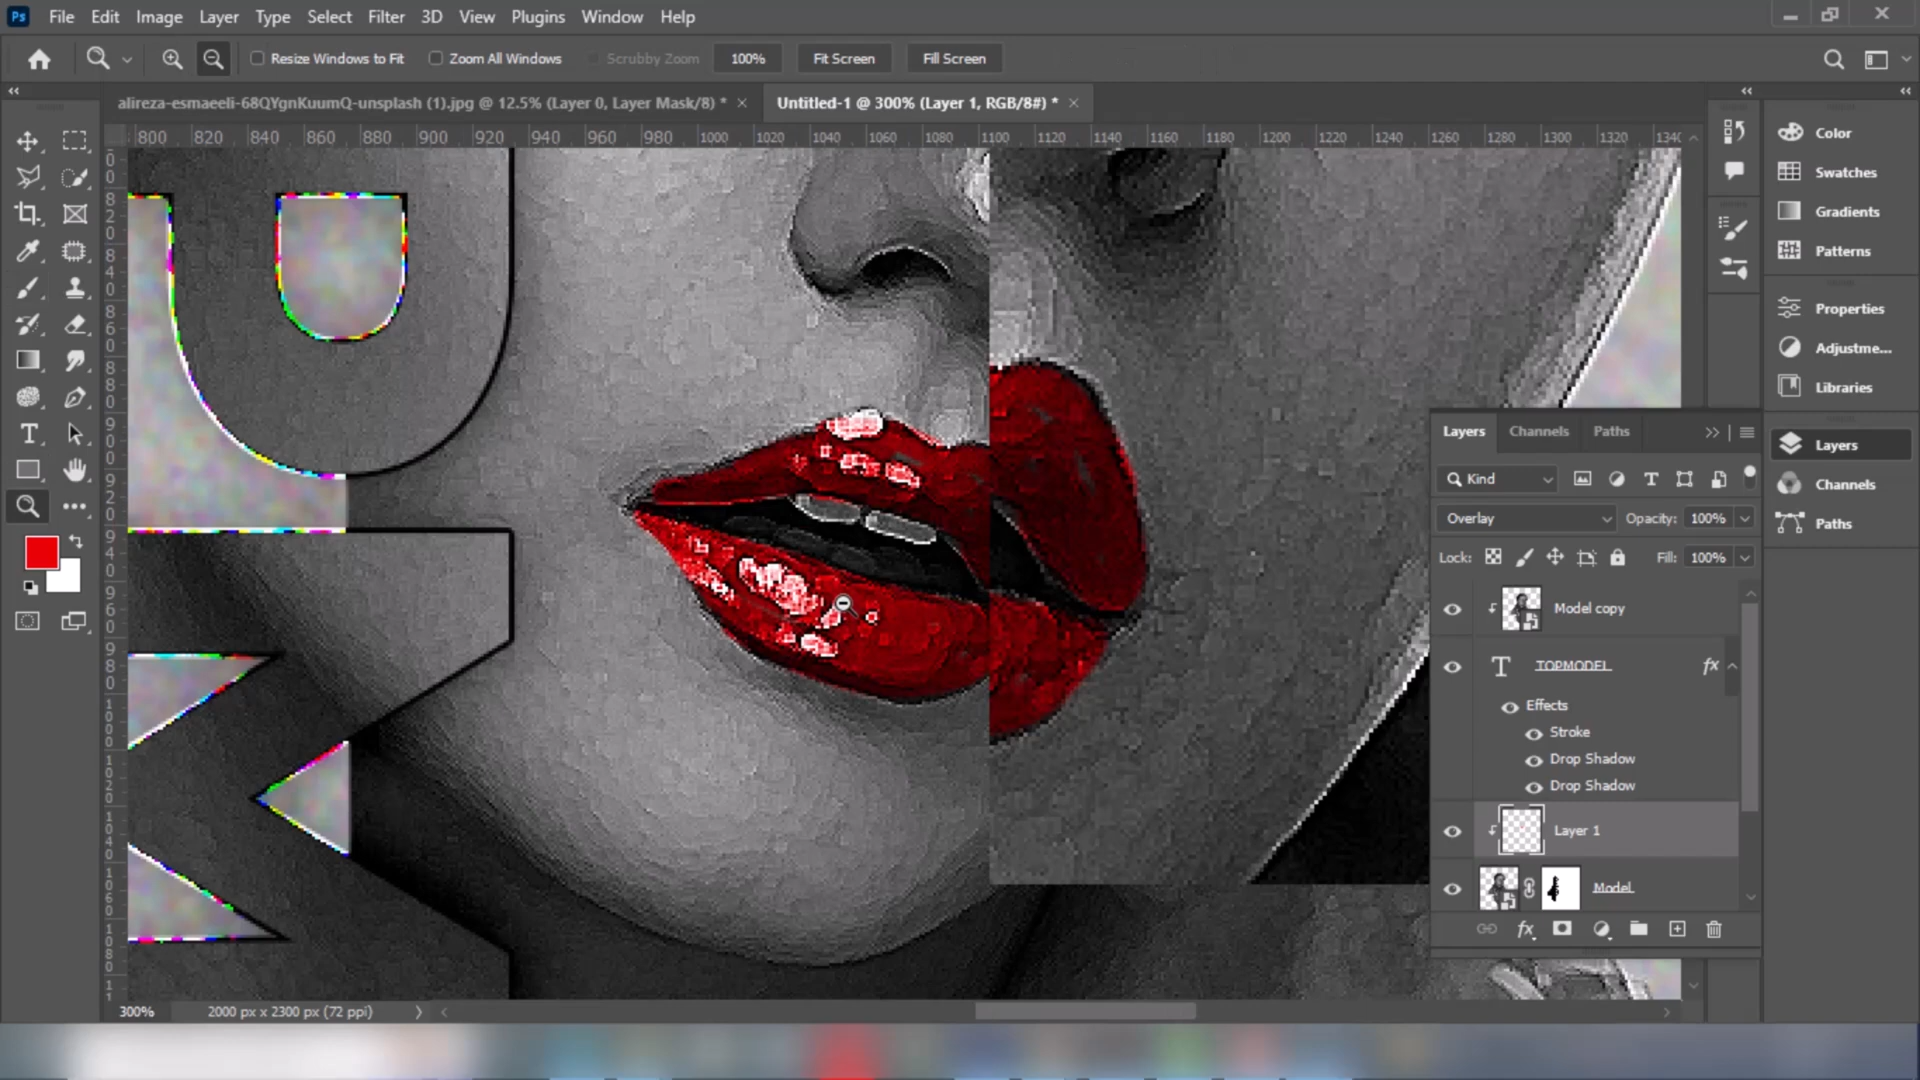 Ps File Edit Image Layer Type Select Filter 3D View Plugins Window Help
Resize Windows to Fit Zoom All Windows Scrubby Zoom 100% Fit Screen Fill Screen
alireza-esmaeeli-68QYgnKuumQ-unsplash (1).jpg @ 12.5% (Layer 0, Layer Mask/8) * Untitled-1 @ 300% (Layer 1, RGB/8#) *
800 820 840 860 880 900 920 940 960 980 1000 1020 1040 1060 1080 1100 1120 1140 1160 1180 1200 1220 1240 1260 1280 1300 1320 1340
Color
Swatches
Gradients
Patterns
Properties
Adjustme...
Libraries
Layers
Channels
Paths
Layers Channels Paths
Kind
Overlay Opacity: 100%
Lock: Fill: 100%
Model copy
T TOPMODEL fx
Effects
Stroke
Drop Shadow
Drop Shadow
Layer 1
Model
fx
300% 2000 px x 2300 px (72 ppi)